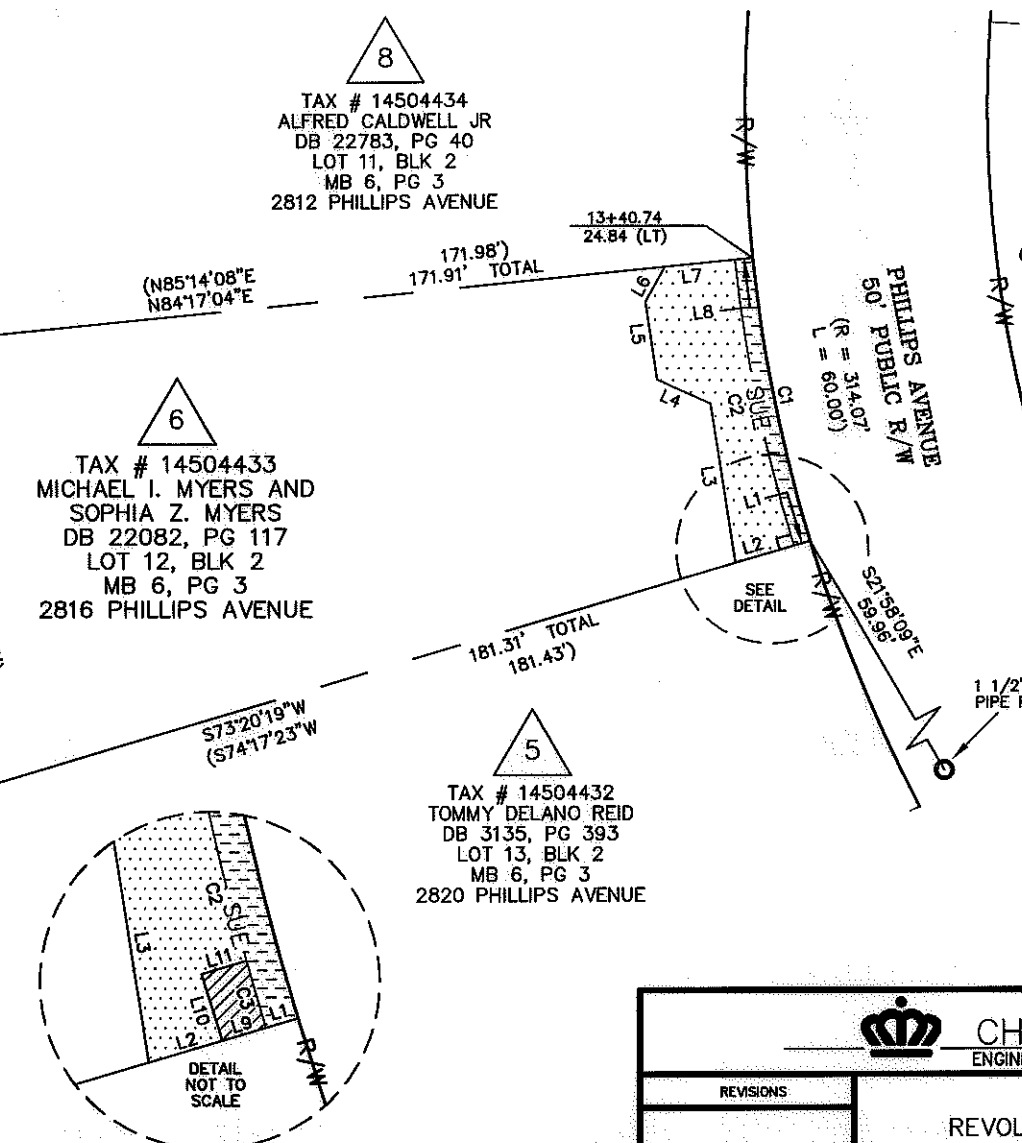 8
TAX # 14504434
ALFRED CALDWELL JR
DB 22783, PG 40
LOT 11, BLK 2
MB 6, PG 3
2812 PHILLIPS AVENUE
R/W
13+40.74
24.84 (LT)
(N85°14'08"E
N84°17'04"E
171.98')
171.91' TOTAL
L7
L6
L8
L5
L4
C2
SUE
C1
L3
L1
L2
PHILLIPS AVENUE
50' PUBLIC R/W
(R = 314.07'
L = 60.00')
R/W
6
TAX # 14504433
MICHAEL I. MYERS AND
SOPHIA Z. MYERS
DB 22082, PG 117
LOT 12, BLK 2
MB 6, PG 3
2816 PHILLIPS AVENUE
SEE
DETAIL
R/W
S21°58'09"E
59.96'
181.31' TOTAL
181.43')
S73°20'19"W
(S74°17'23"W
1 1/2"
PIPE
5
TAX # 14504432
TOMMY DELANO REID
DB 3135, PG 393
LOT 13, BLK 2
MB 6, PG 3
2820 PHILLIPS AVENUE
C2
SUE
L3
L11
L10
C3
L9
L1
L2
R/W
DETAIL
NOT TO
SCALE
CH
ENGIN
REVISIONS
REVOL